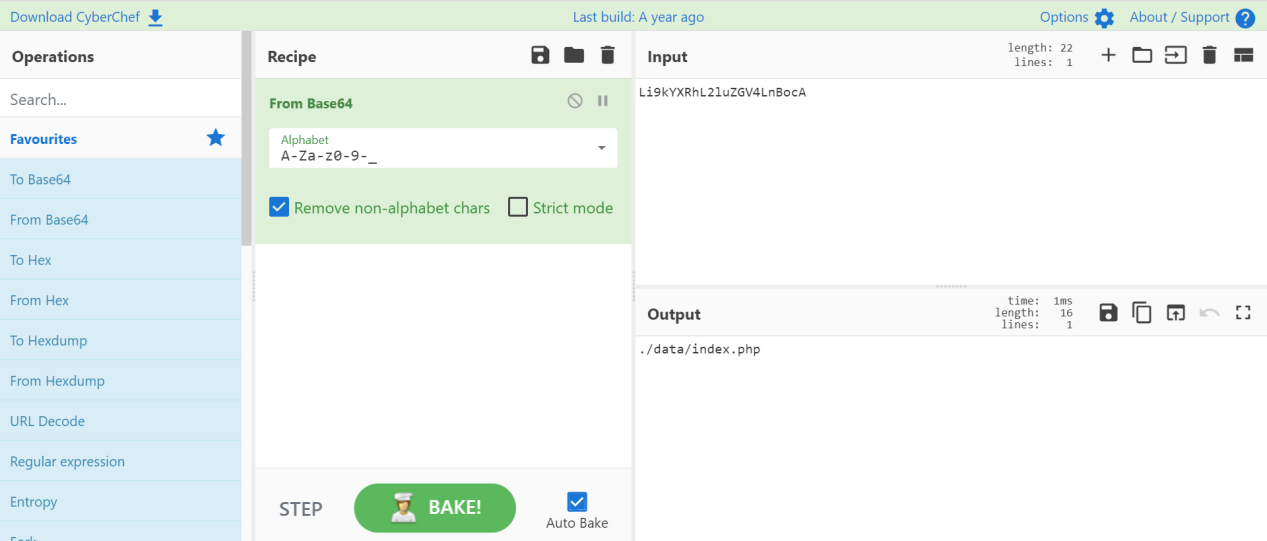 Download CyberChef
Last build: A year ago
Options
About / Support
Operations
Search...
Favourites
To Base64
From Base64
To Hex
From Hex
To Hexdump
From Hexdump
URL Decode
Regular expression
Entropy
Fork
Recipe
From Base64
Alphabet
A-Za-z0-9-_
Remove non-alphabet chars
Strict mode
STEP
BAKE!
Auto Bake
Input
length: 22
lines: 1
Li9kYXRhL2luZGV4LnBocA
Output
time: 1ms
length: 16
lines: 1
./data/index.php